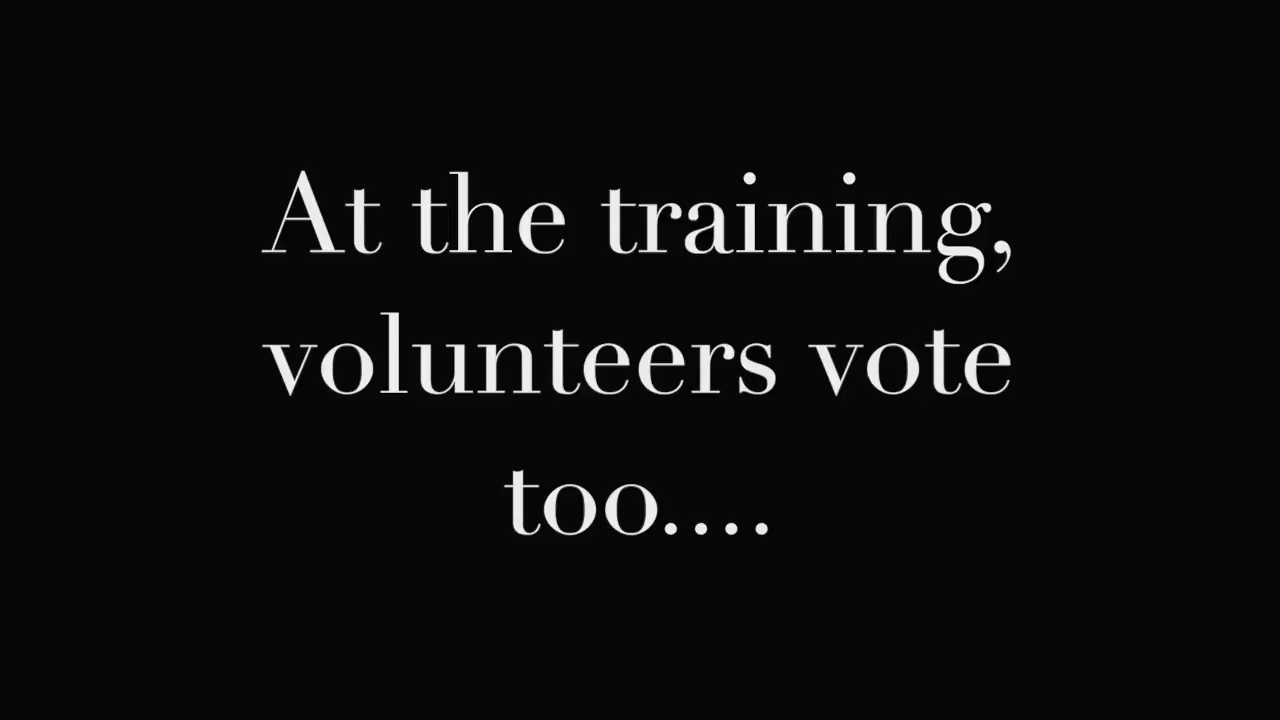 At the training,
volunteers vote
too....